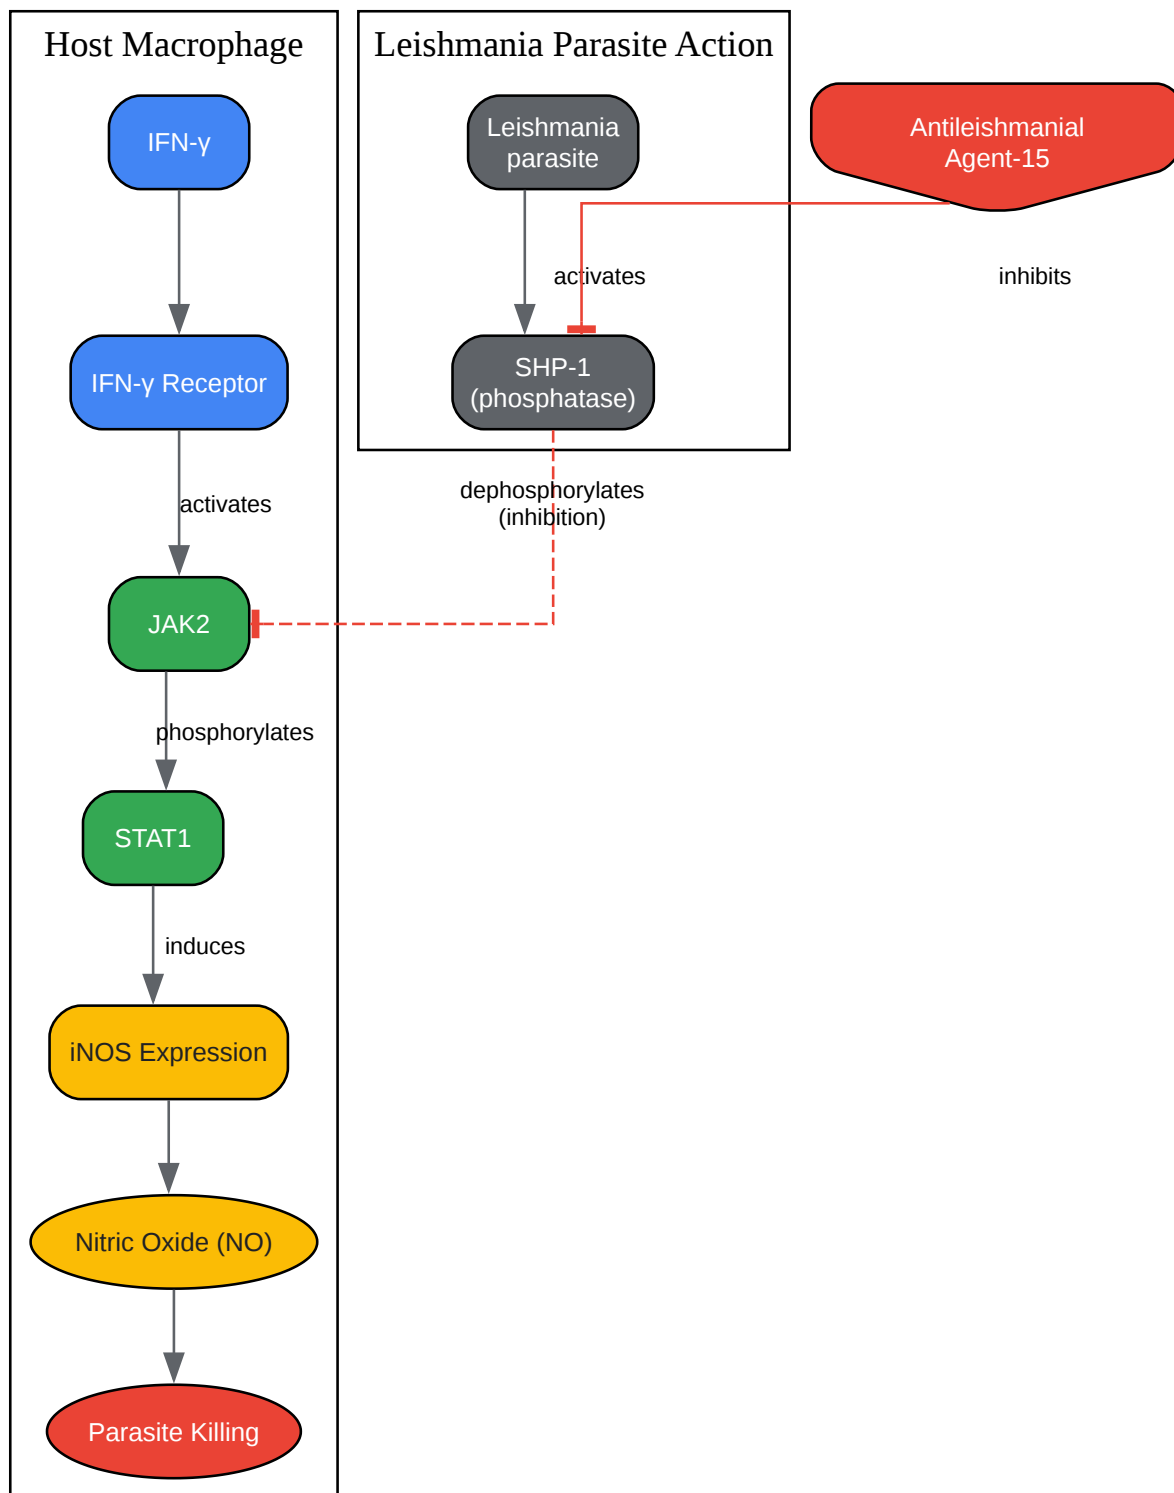 Host Macrophage
IFN-γ
IFN-γ Receptor
activates
JAK2
phosphorylates
STAT1
induces
iNOS Expression
Nitric Oxide (NO)
Parasite Killing
Leishmania Parasite Action
Leishmania
parasite
activates
SHP-1
(phosphatase)
dephosphorylates
(inhibition)
Antileishmanial
Agent-15
inhibits